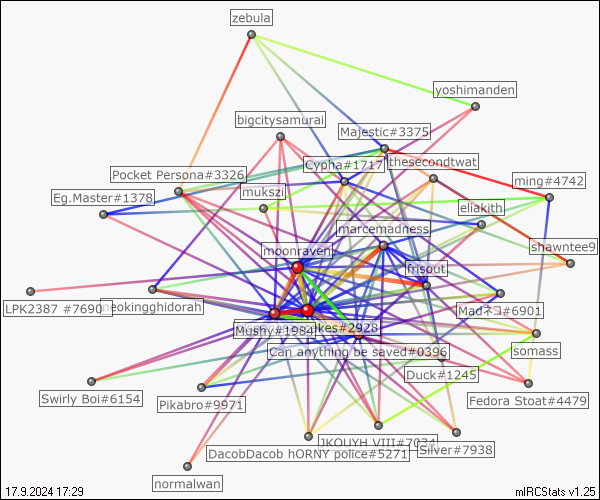 zebula
yoshimanden
bigcitysamurai
Majestic#3375
Cypha#1717
thesecondtwat
Pocket Persona#3326
ming#4742
Eg.Master#1378
mukszi
eliakith
marcemadness
shawntee9
moonraven
frisout
LPK2387 #7690
neokingghidorah
Madネコ#6901
Mushy#1984
lkes#2928
somass
Can anything be saved#0396
Duck#1245
Swirly Boi#6154
Pikabro#9971
Fedora Stoat#4479
JKOUYH VIII#7034
DacobDacob hORNY police#5271
Silver#7938
normalwan
17.9.2024 17:29
mIRCStats v1.25